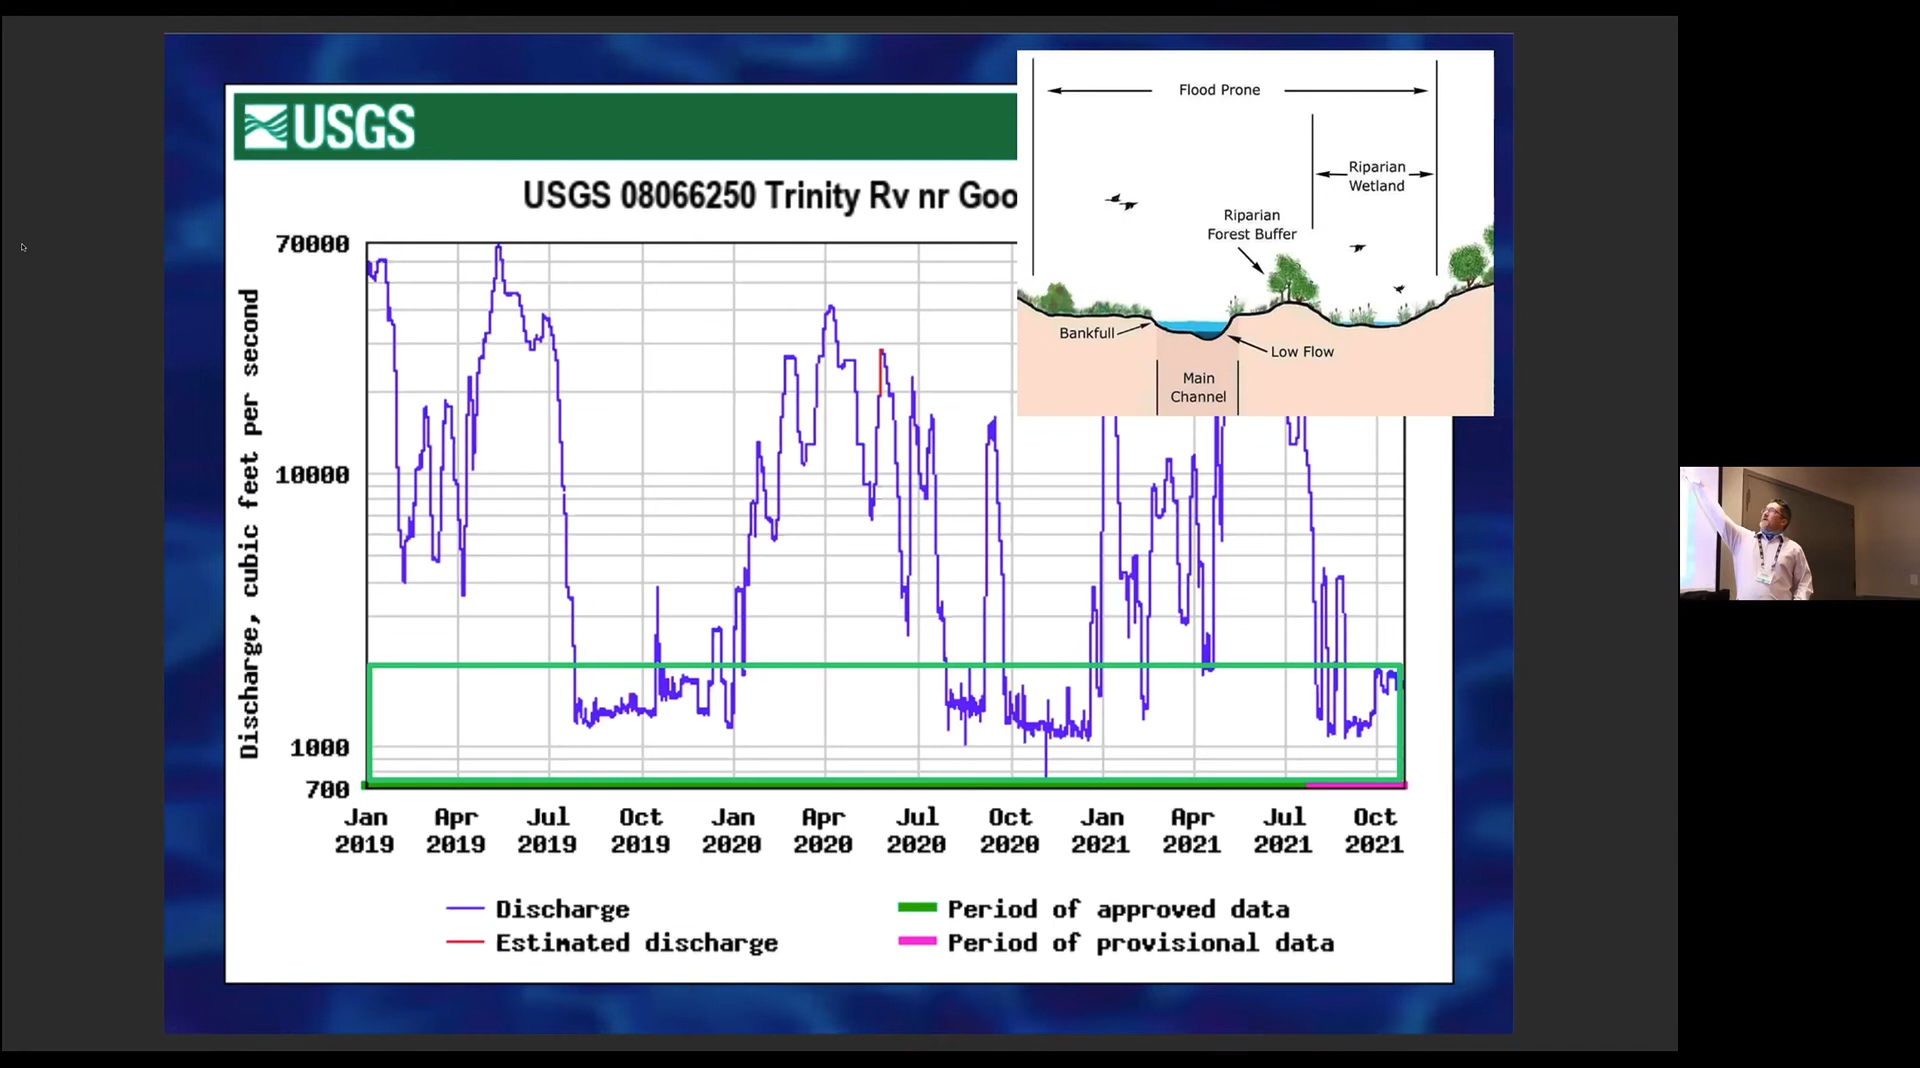 USGS
USGS 08066250 Trinity Rv nr Goo
Flood Prone
Riparian
Wetland
Riparian
Forest Buffer
Bankfull
Low Flow
Main
Channel
Discharge, cubic feet per second
70000
10000
1000
700
Jan Apr Jul Oct Jan Apr Jul Oct Jan Apr Jul Oct
2019 2019 2019 2019 2020 2020 2020 2020 2021 2021 2021 2021
Discharge
Estimated discharge
Period of approved data
Period of provisional data